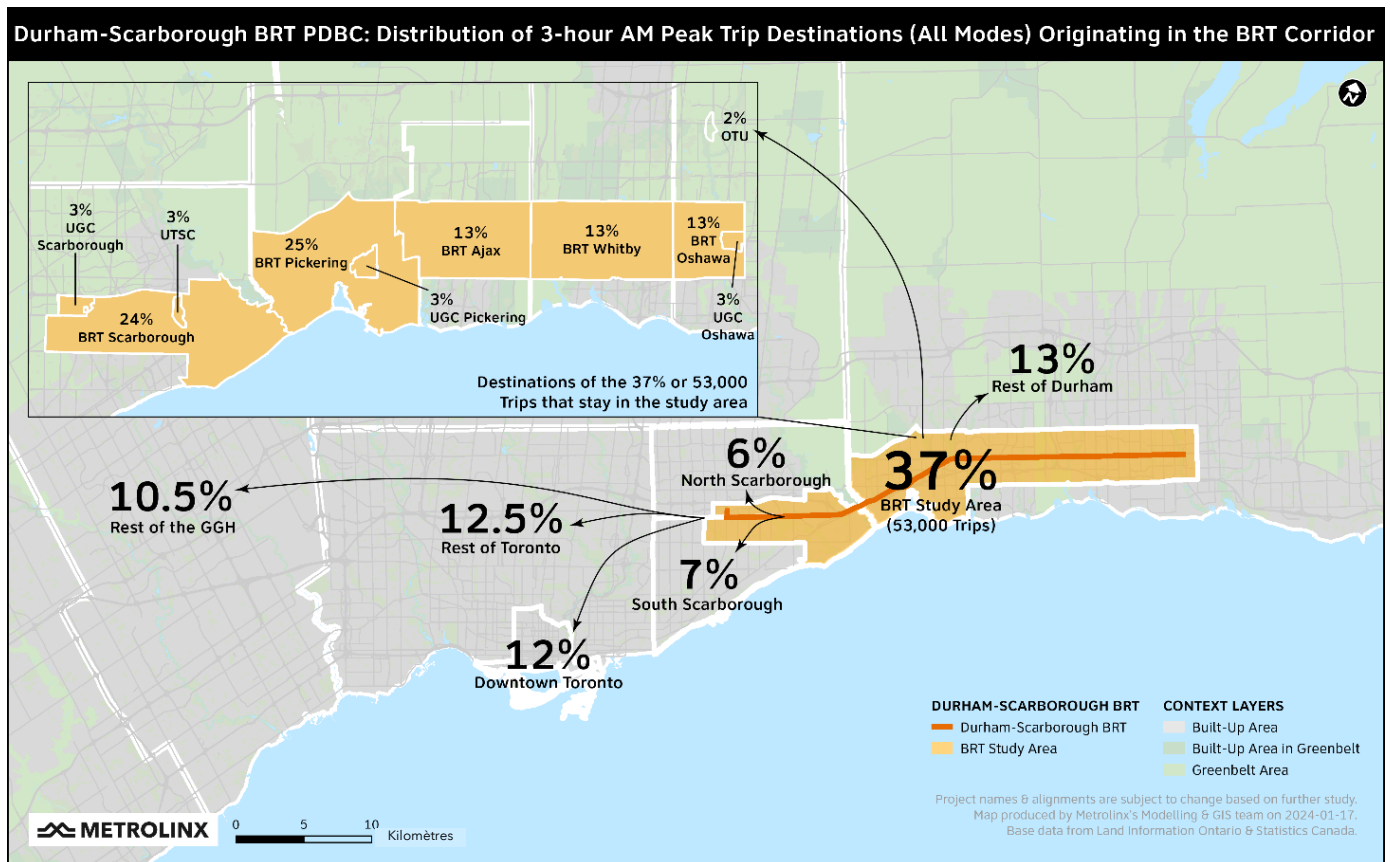 Durham-Scarborough BRT PDBC: Distribution of 3-hour AM Peak Trip Destinations (All Modes) Originating in the BRT Corridor
2%
OTU
3%
UGC
Scarborough
3%
UTSC
25%
BRT Pickering
13%
BRT Ajax
13%
BRT Whitby
13%
BRT
Oshawa
3%
UGC Pickering
3%
UGC
Oshawa
24%
BRT Scarborough
Destinations of the 37% or 53,000
Trips that stay in the study area
13%
Rest of Durham
37%
BRT Study Area
(53,000 Trips)
6%
North Scarborough
10.5%
Rest of the GGH
12.5%
Rest of Toronto
7%
South Scarborough
12%
Downtown Toronto
DURHAM-SCARBOROUGH BRT
Durham-Scarborough BRT
BRT Study Area
CONTEXT LAYERS
Built-Up Area
Built-Up Area in Greenbelt
Greenbelt Area
Project names & alignments are subject to change based on further study.
Map produced by Metrolinx's Modelling & GIS team on 2024-01-17.
Base data from Land Information Ontario & Statistics Canada.
METROLINX
0 5 10
Kilomètres
N